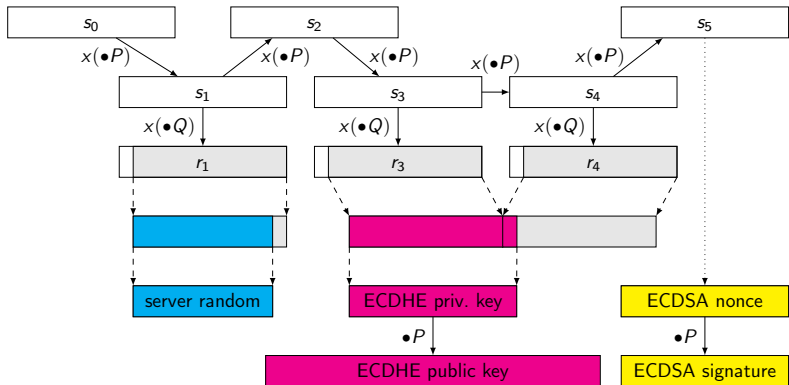 s0 s2 s5
x(•P) x(•P) x(•P) x(•P) x(•P)
s1 s3 s4
x(•Q) x(•Q) x(•Q)
r1 r3 r4
server random ECDHE priv. key ECDSA nonce
•P •P
ECDHE public key ECDSA signature